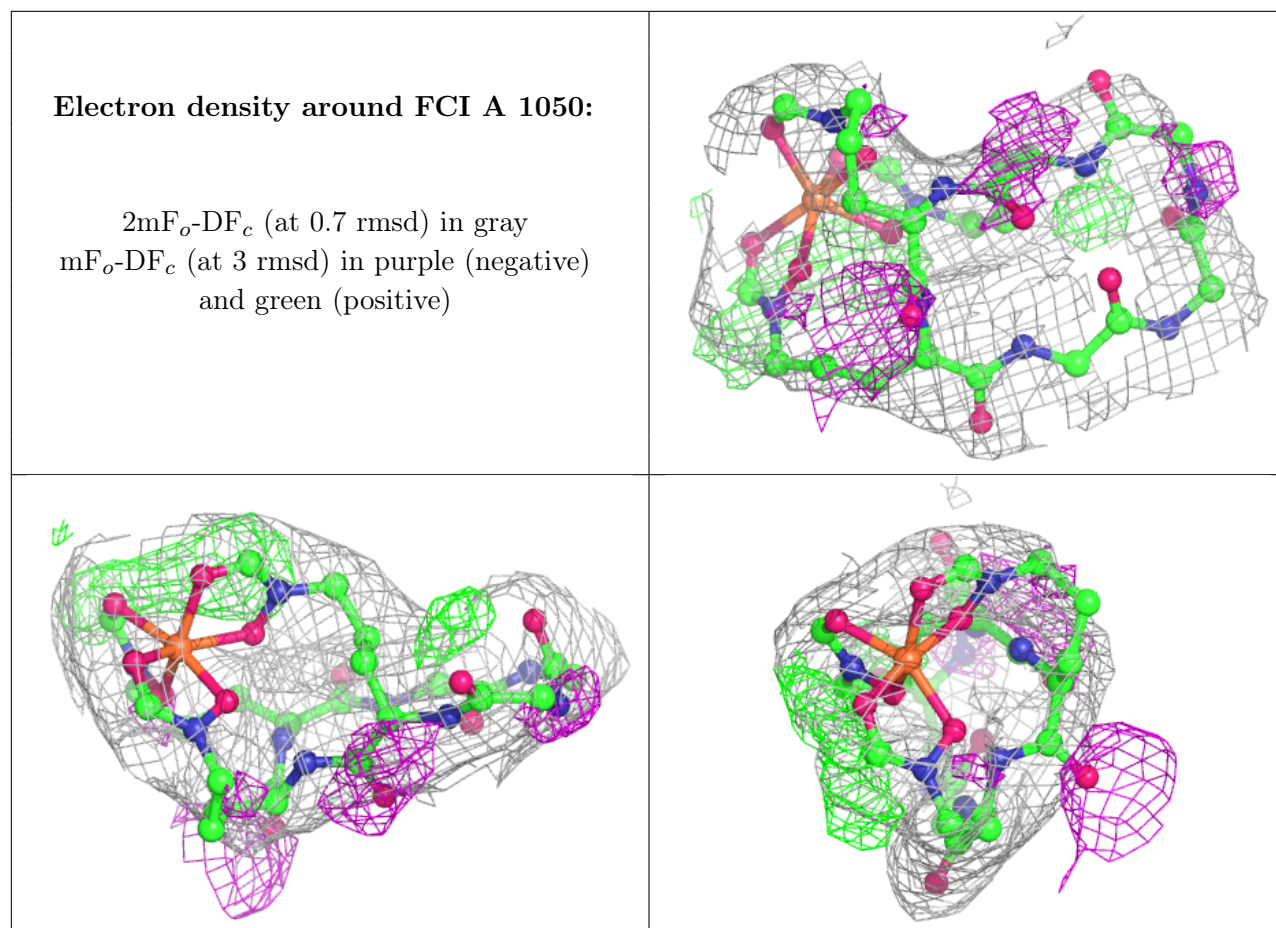 Electron density around FCI A 1050:
2mFo-DFc (at 0.7 rmsd) in gray
mFo-DFc (at 3 rmsd) in purple (negative)
and green (positive)